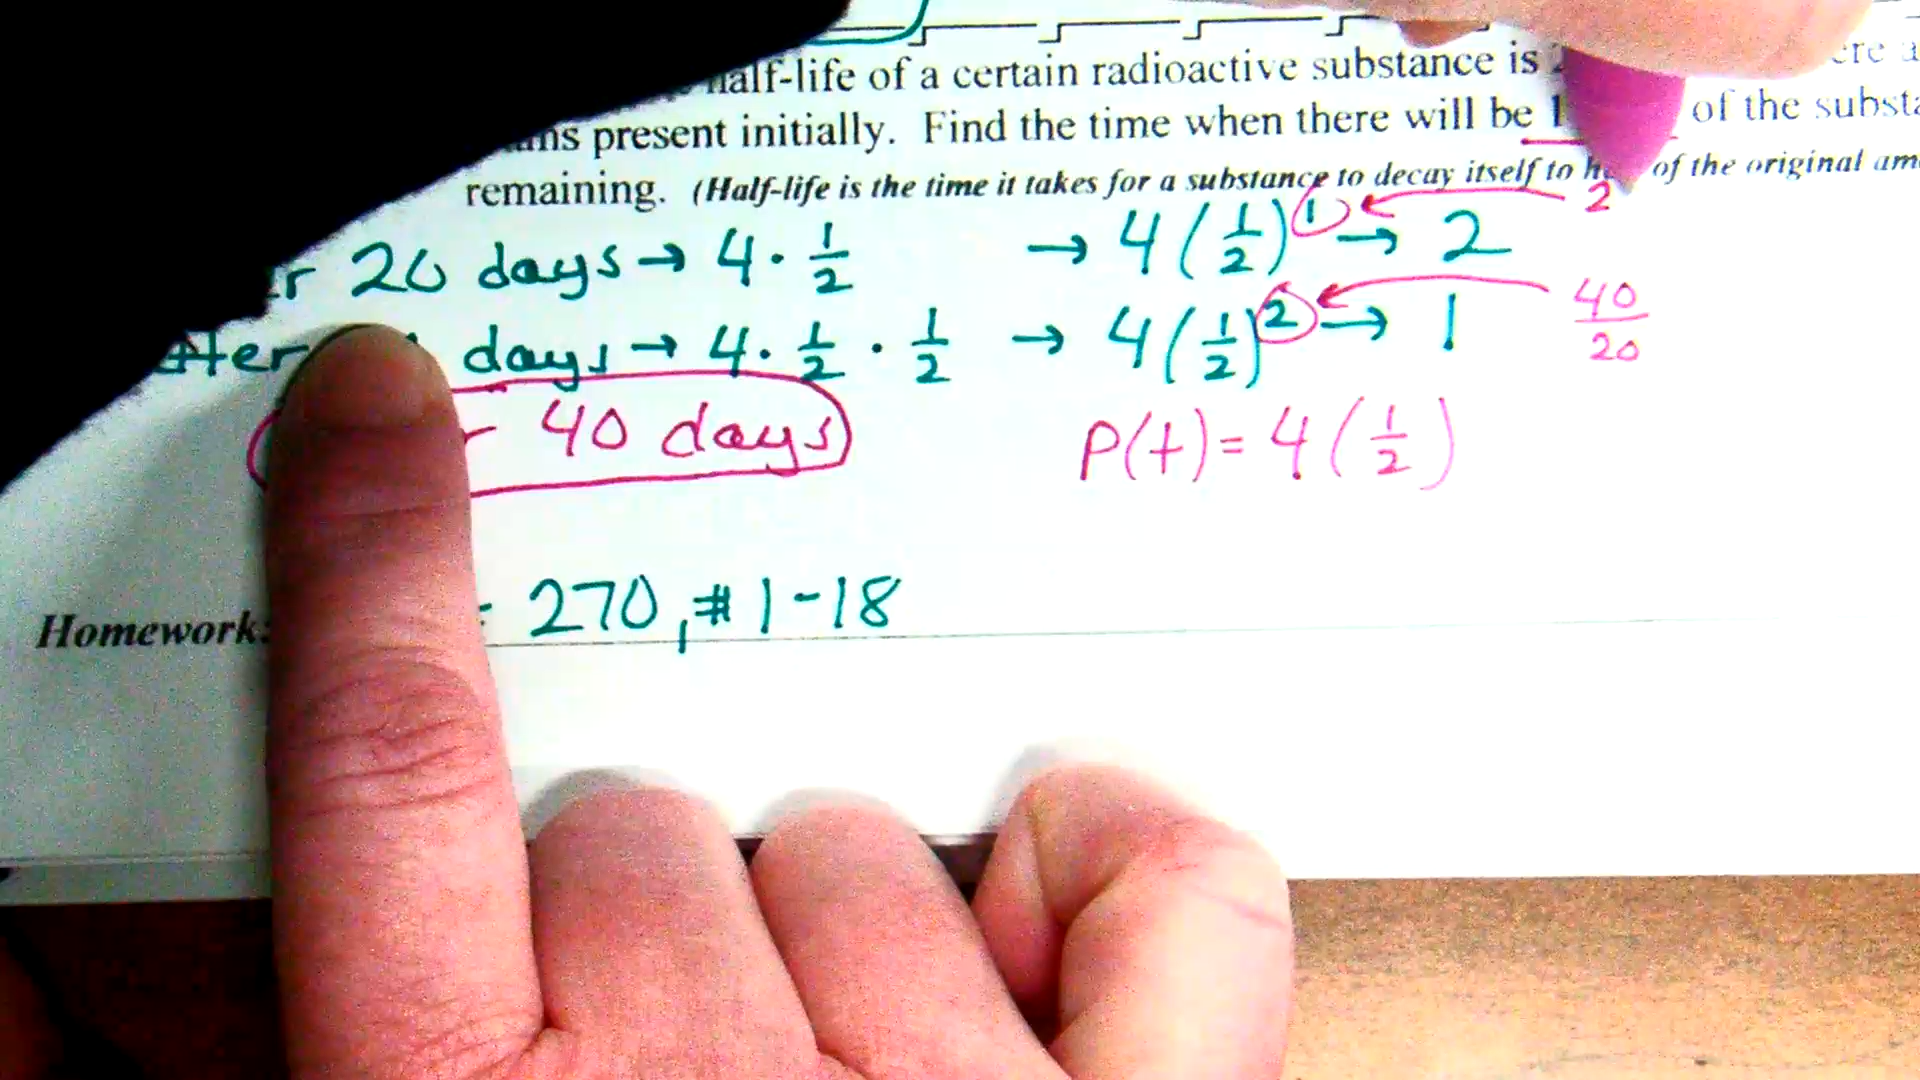 half-life of a certain radioactive substance is
present initially. Find the time when there will be 1 of the
remaining. (Half-life is the time it takes for a substance to decay itself to of the original
20 days → 4 · 1/2 → 4(1/2)^1 → 2 2
days → 4 · 1/2 · 1/2 → 4(1/2)^2 → 1 40/20
40 days P(t) = 4(1/2)
Homework: 270, #1-18